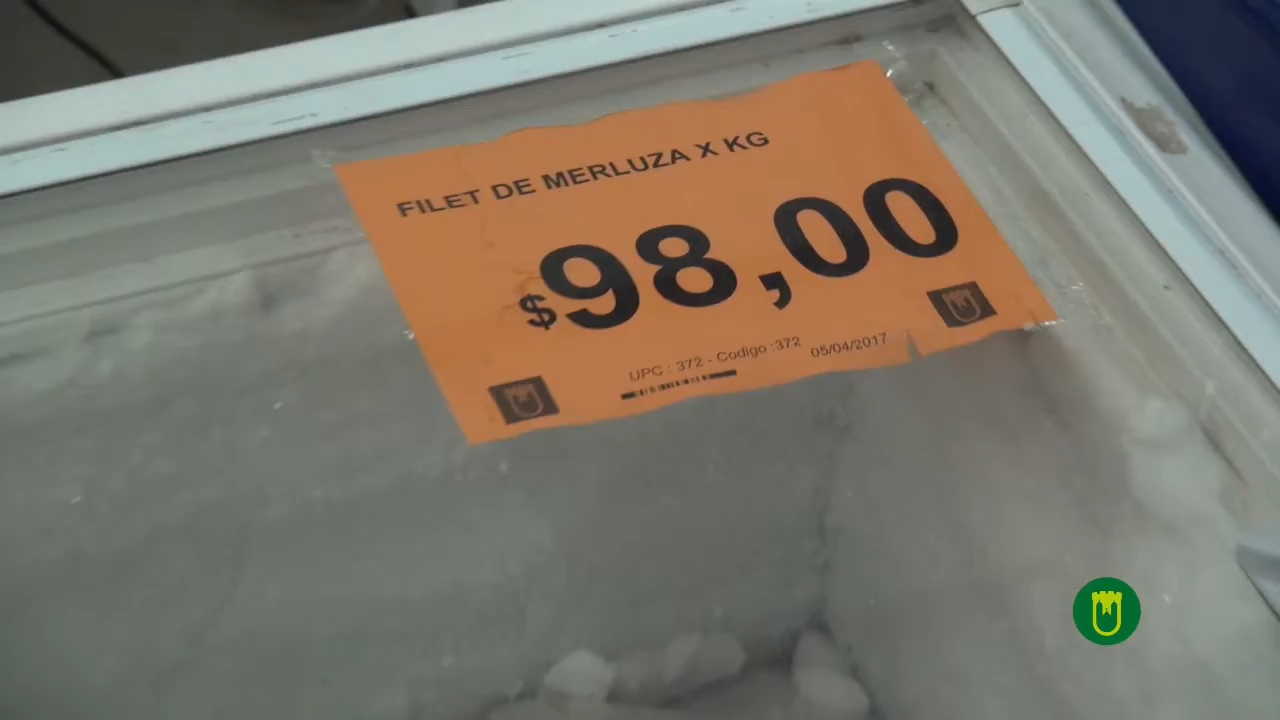 FILET DE MERLUZA X KG
$98,00
UPC : 372 - Codigo :372
05/04/2017